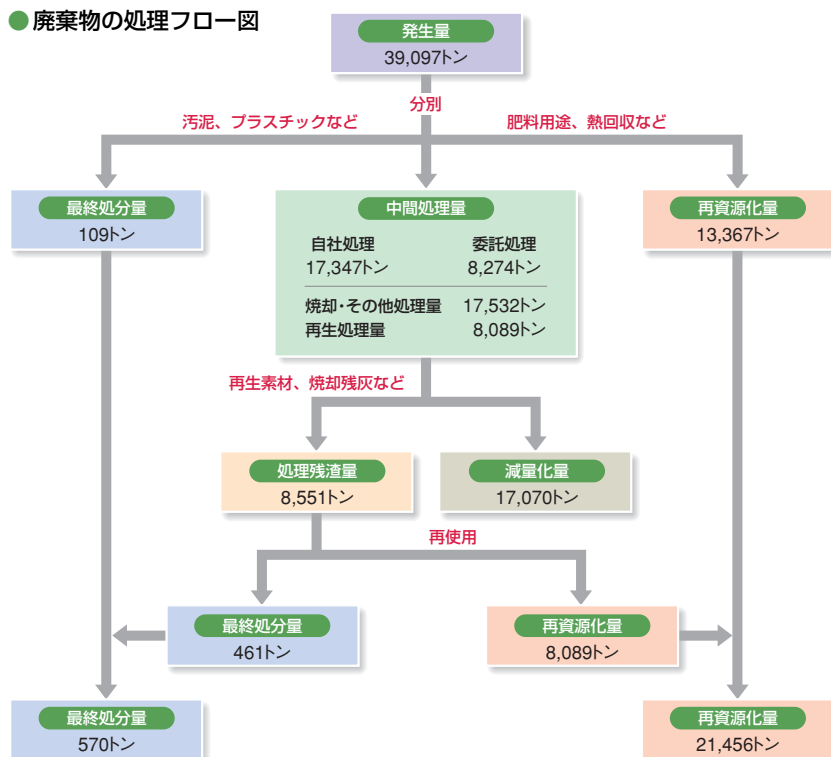 ●廃棄物の処理フロー図
発生量
39,097トン
分別
汚泥、プラスチックなど
肥料用途、熱回収など
最終処分量
109トン
中間処理量
自社処理 委託処理
17,347トン 8,274トン
焼却・その他処理量 17,532トン
再生処理量 8,089トン
再資源化量
13,367トン
再生素材、焼却残灰など
処理残渣量
8,551トン
減量化量
17,070トン
再使用
最終処分量
461トン
再資源化量
8,089トン
最終処分量
570トン
再資源化量
21,456トン